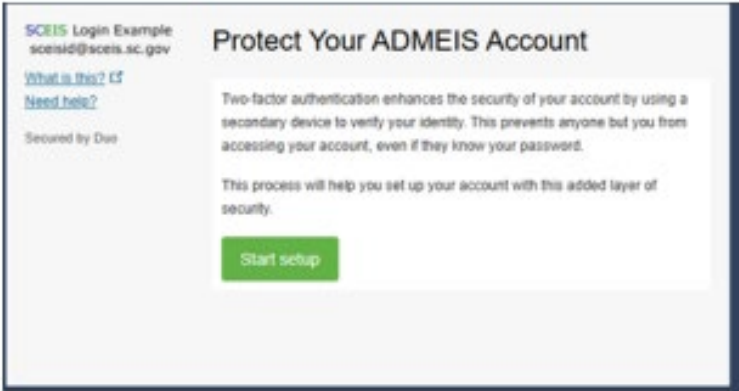 SCEIS Login Example
sceisid@sceis.sc.gov
What is this?
Need help?
Secured by Duo
Protect Your ADMEIS Account
Two-factor authentication enhances the security of your account by using a
secondary device to verify your identity. This prevents anyone but you from
accessing your account, even if they know your password.
This process will help you set up your account with this added layer of
security.
Start setup